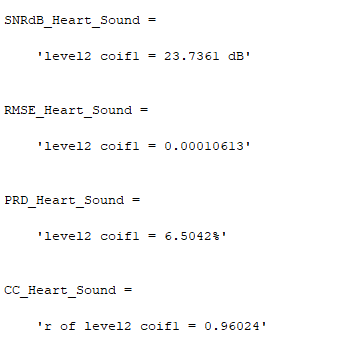 SNRdB_Heart_Sound =
'level2 coif1 = 23.7361 dB'
RMSE_Heart_Sound =
'level2 coif1 = 0.00010613'
PRD_Heart_Sound =
'level2 coif1 = 6.5042%'
CC_Heart_Sound =
'r of level2 coif1 = 0.96024'